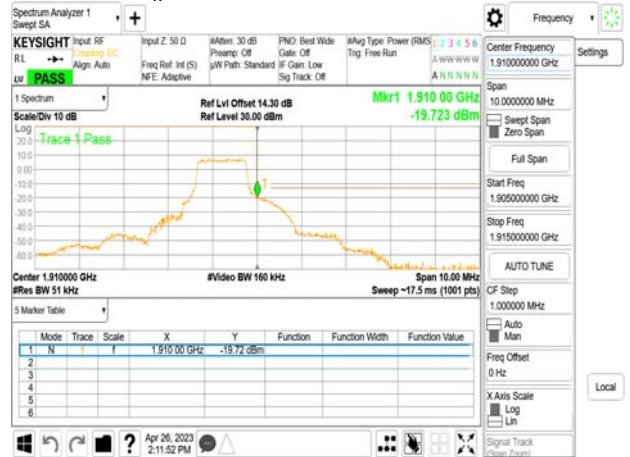 Spectrum Analyzer 1
Swept SA
+
Frequency
KEYSIGHT
RL
PASS
Input: RF
Coupling: DC
Align: Auto
Input Z: 50 Ω
Freq Ref: Int (S)
NFE: Adaptive
#Atten: 30 dB
Preamp: Off
µW Path: Standard
PNO: Best Wide
Gate: Off
IF Gain: Low
Sig Track: Off
#Avg Type: Power (RMS
Trig: Free Run
1 2 3 4 5 6
A W W W W W
A N N N N N
1 Spectrum
Scale/Div 10 dB
Ref Lvl Offset 14.30 dB
Ref Level 30.00 dBm
Mkr1 1.910 00 GHz
-19.723 dBm
Log
Trace 1 Pass
20.0
10.0
0.00
-10.0
-20.0
-30.0
-40.0
-50.0
-60.0
1
Center 1.910000 GHz
#Res BW 51 kHz
#Video BW 160 kHz
Span 10.00 MHz
Sweep ~17.5 ms (1001 pts)
5 Marker Table
Mode Trace Scale X Y Function Function Width Function Value
1 N 1 f 1.910 00 GHz -19.72 dBm
2
3
4
5
6
Apr 26, 2023
2:11:52 PM
Center Frequency
1.910000000 GHz
Settings
Span
10.0000000 MHz
Swept Span
Zero Span
Full Span
Start Freq
1.905000000 GHz
Stop Freq
1.915000000 GHz
AUTO TUNE
CF Step
1.000000 MHz
Auto
Man
Freq Offset
0 Hz
X Axis Scale
Log
Lin
Local
Signal Track
(Span Zoom)